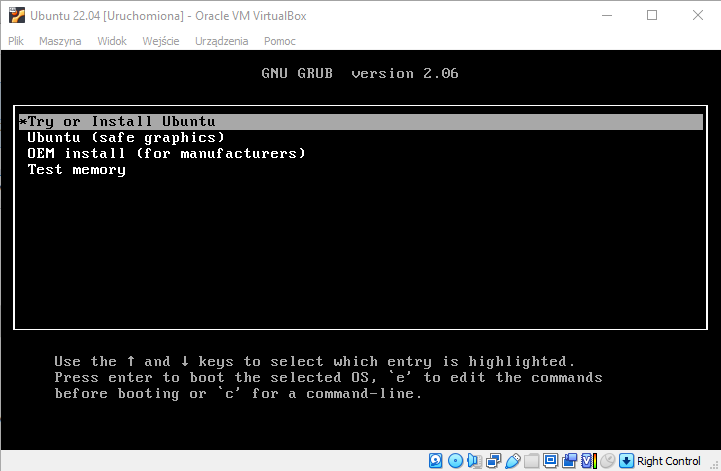 Ubuntu 22.04 [Uruchomiona] - Oracle VM VirtualBox
Plik Maszyna Widok Wejście Urządzenia Pomoc
GNU GRUB version 2.06
*Try or Install Ubuntu
Ubuntu (safe graphics)
OEM install (for manufacturers)
Test memory
Use the ↑ and ↓ keys to select which entry is highlighted.
Press enter to boot the selected OS, `e' to edit the commands
before booting or `c' for a command-line.
Right Control